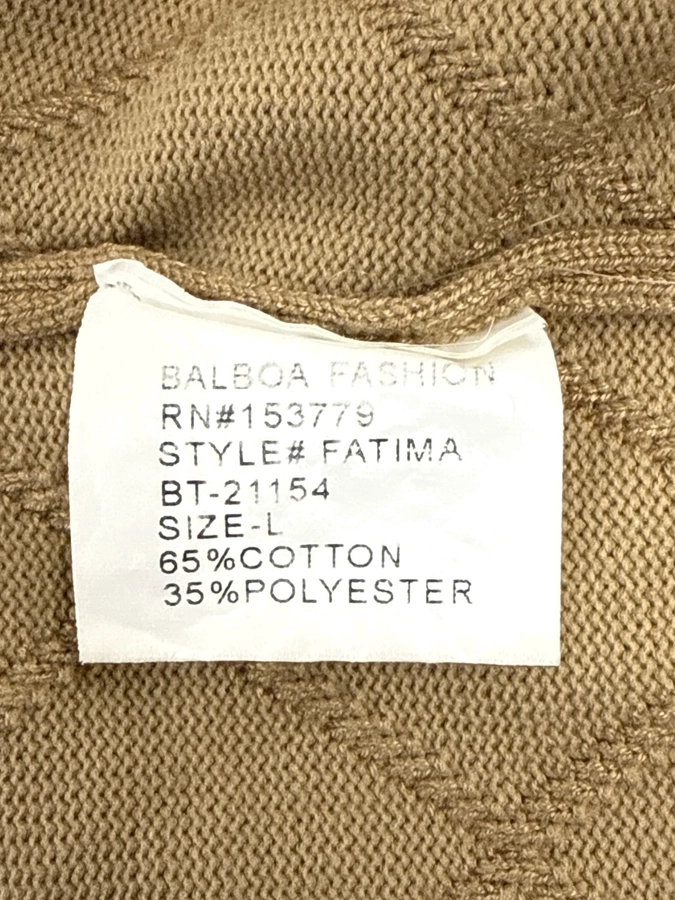 BALBOA FASHION
RN#153779
STYLE# FATIMA
BT-21154
SIZE-L
65%COTTON
35%POLYESTER